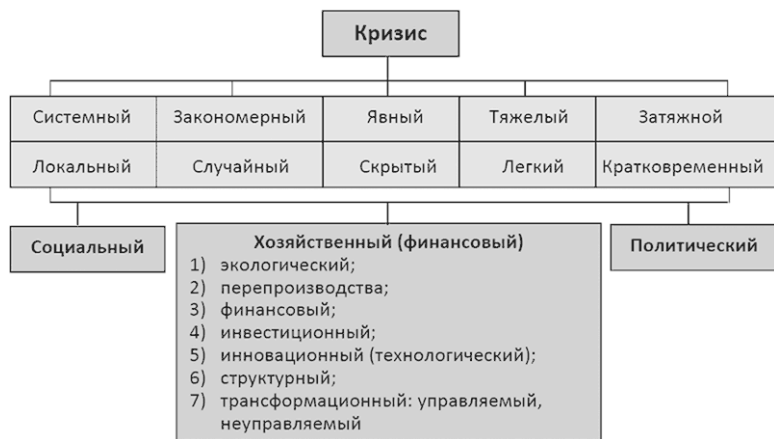 Кризис
Системный Закономерный Явный Тяжелый Затяжной
Локальный Случайный Скрытый Легкий Кратковременный
Социальный
Хозяйственный (финансовый)
1) экологический;
2) перепроизводства;
3) финансовый;
4) инвестиционный;
5) инновационный (технологический);
6) структурный;
7) трансформационный: управляемый,
неуправляемый
Политический